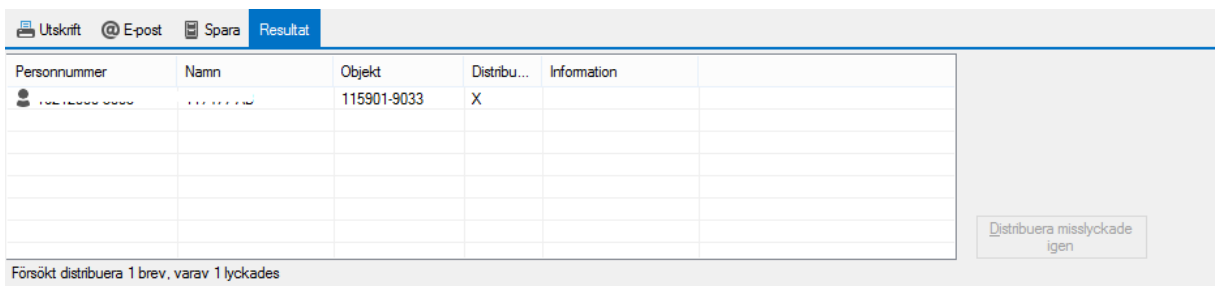 Utskrift @ E-post Spara Resultat
Personnummer Namn Objekt Distribu... Information
115901-9033 X
Distribuera misslyckade
igen
Försökt distribuera 1 brev, varav 1 lyckades